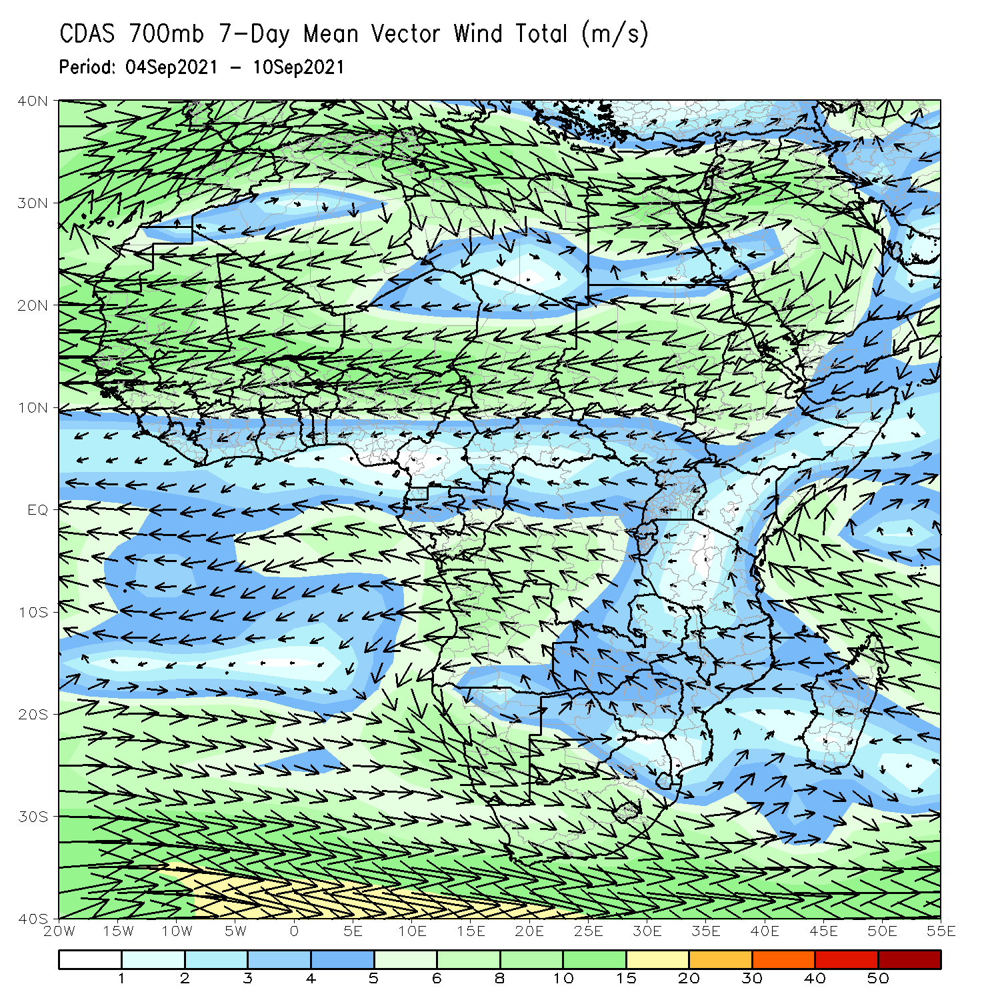 CDAS 700mb 7-Day Mean Vector Wind Total (m/s)
Period: 04Sep2021 - 10Sep2021
40N
30N
20N
10N
EQ
10S
20S
30S
40S
20W 15W 10W 5W 0 5E 10E 15E 20E 25E 30E 35E 40E 45E 50E 55E
1 2 3 4 5 6 8 10 15 20 30 40 50